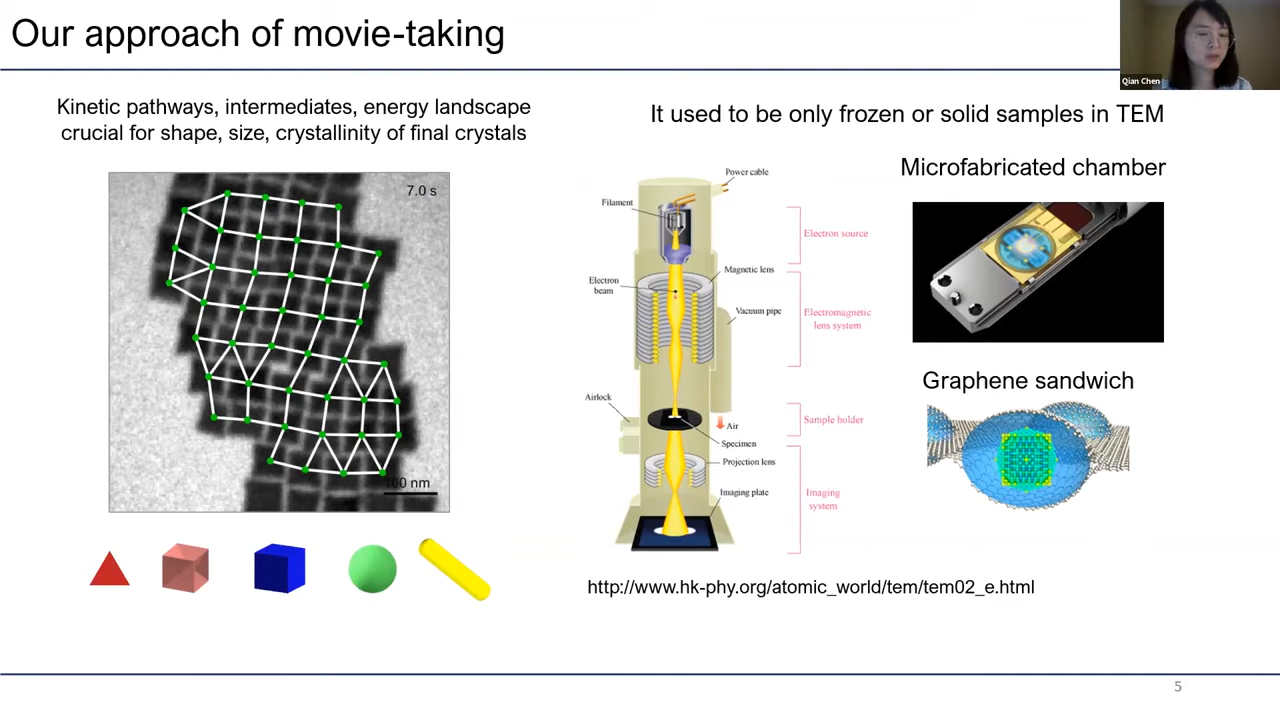 Our approach of movie-taking
Qian Chen
Kinetic pathways, intermediates, energy landscape
crucial for shape, size, crystallinity of final crystals
7.0 s
100 nm
It used to be only frozen or solid samples in TEM
Power cable
Filament
Electron source
Magnetic lens
Electron
beam
Vacuum pipe
Electromagnetic
lens system
Airlock
Air
Sample holder
Specimen
Projection lens
Imaging plate
Imaging
system
http://www.hk-phy.org/atomic_world/tem/tem02_e.html
Microfabricated chamber
Graphene sandwich
5